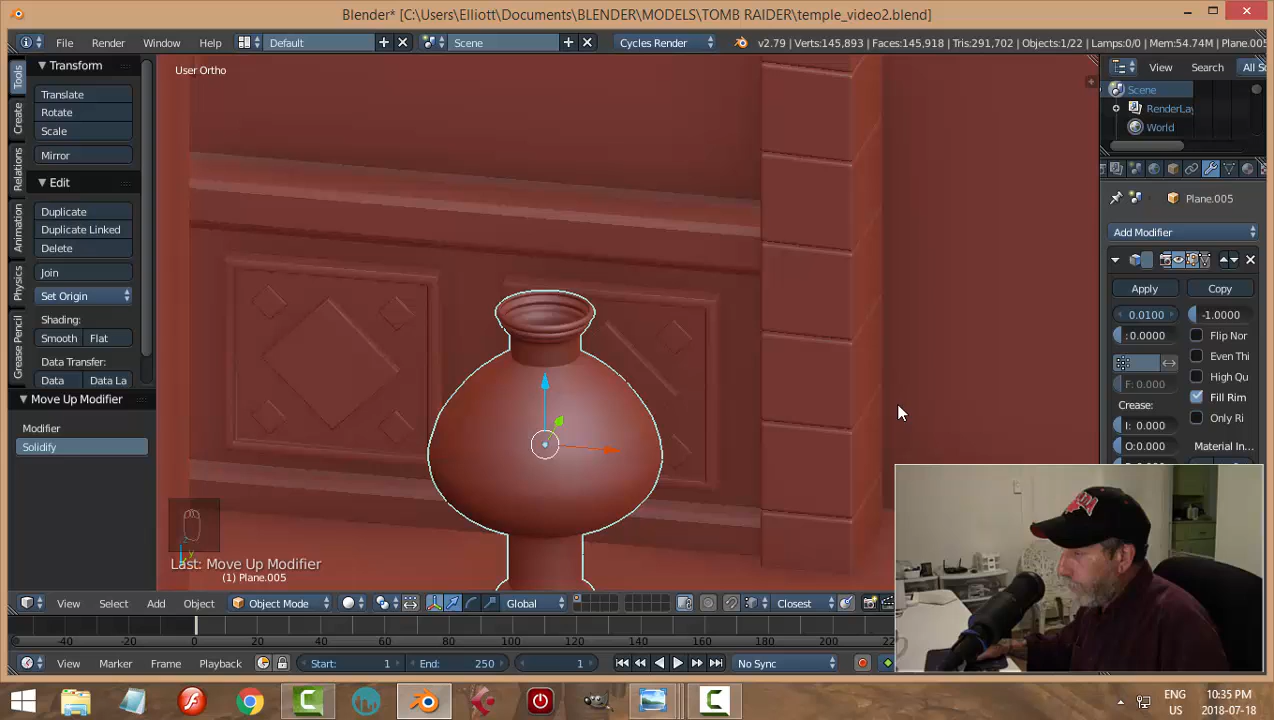 Blender* [C:\Users\Elliott\Documents\BLENDER\MODELS\TOMB RAIDER\temple_video2.blend]
File Render Window Help Default Scene Cycles Render v2.79 | Verts:145,893 | Faces:145,918 | Tris:291,702 | Objects:1/22 | Lamps:0/0 | Mem:54.74M | Plane.005
Tools
Create
Relations
Animation
Physics
Grease Pencil
Transform
Translate
Rotate
Scale
Mirror
Edit
Duplicate
Duplicate Linked
Delete
Join
Set Origin
Shading:
Smooth Flat
Data Transfer:
Data Data La
Move Up Modifier
Modifier
Solidify
User Ortho
Last: Move Up Modifier
(1) Plane.005
View Search All S
Scene
RenderLay
World
Plane.005
Add Modifier
Apply Copy
0.0100 -1.0000
:0.0000 Flip Nor
Even Thi
F: 0.000 High Qu
Crease: Fill Rim
I: 0.000 Only Ri
O:0.0000 Material In...
View Select Add Object Object Mode Global Closest
-40 -20 0 20 40 60 80 100 120 140 160 180 200 220
View Marker Frame Playback Start: 1 End: 250 1 No Sync
ENG 10:35 PM
US 2018-07-18